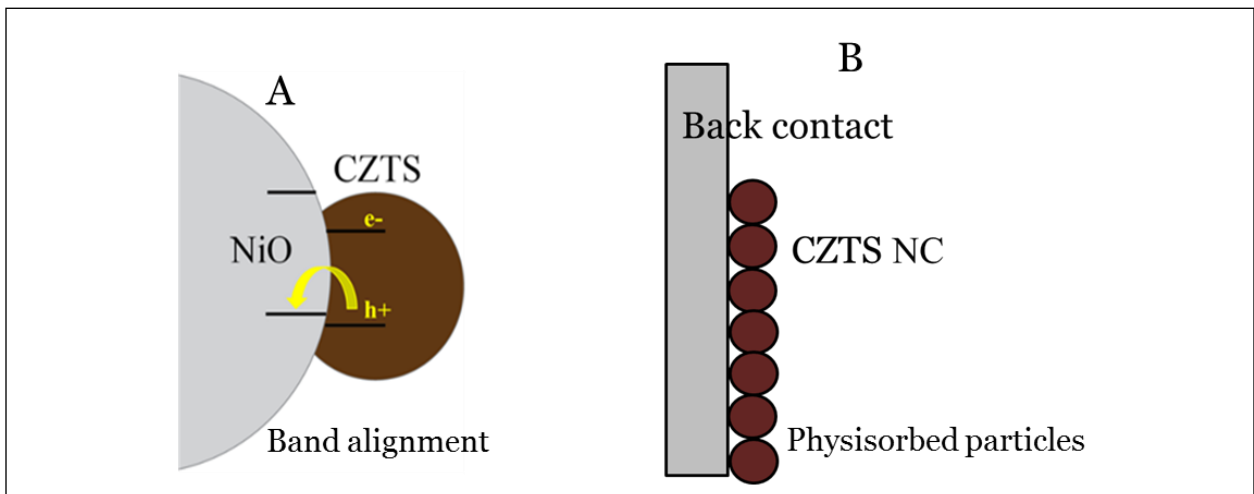 A
CZTS
e-
NiO
h+
Band alignment
B
Back contact
CZTS NC
Physisorbed particles